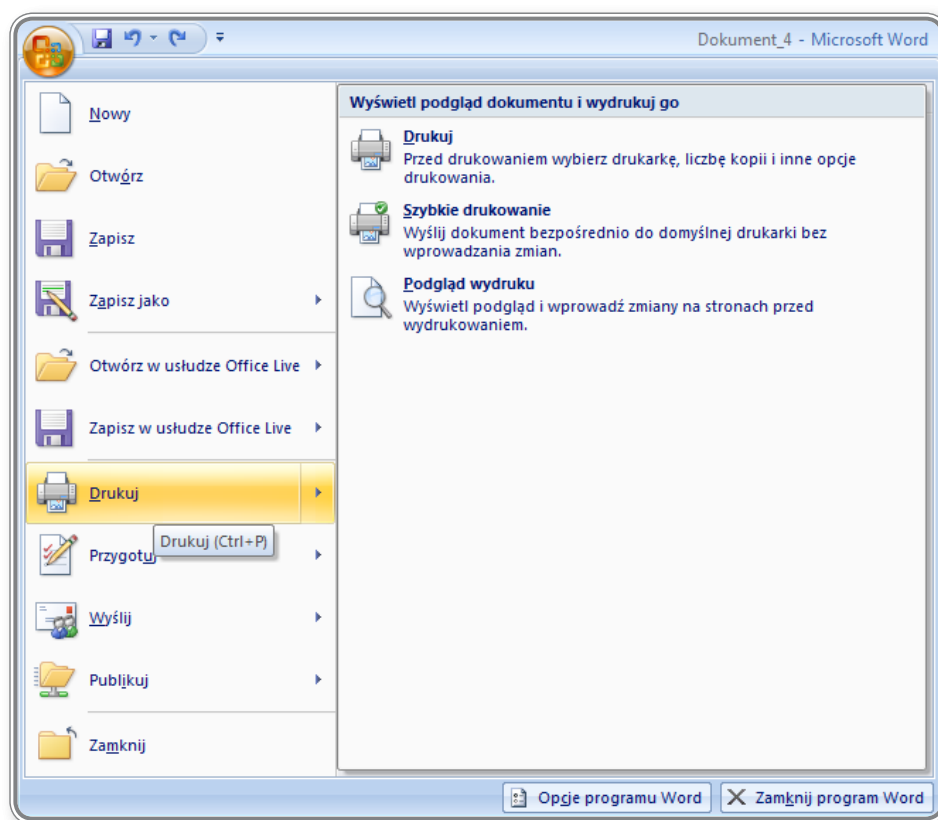 Dokument_4 - Microsoft Word
Nowy
Otwórz
Zapisz
Zapisz jako
Otwórz w usłudze Office Live
Zapisz w usłudze Office Live
Drukuj
Drukuj (Ctrl+P)
Przygotuj
Wyślij
Publikuj
Zamknij
Wyświetl podgląd dokumentu i wydrukuj go
Drukuj
Przed drukowaniem wybierz drukarkę, liczbę kopii i inne opcje
drukowania.
Szybkie drukowanie
Wyślij dokument bezpośrednio do domyślnej drukarki bez
wprowadzania zmian.
Podgląd wydruku
Wyświetl podgląd i wprowadź zmiany na stronach przed
wydrukowaniem.
Opcje programu Word
Zamknij program Word